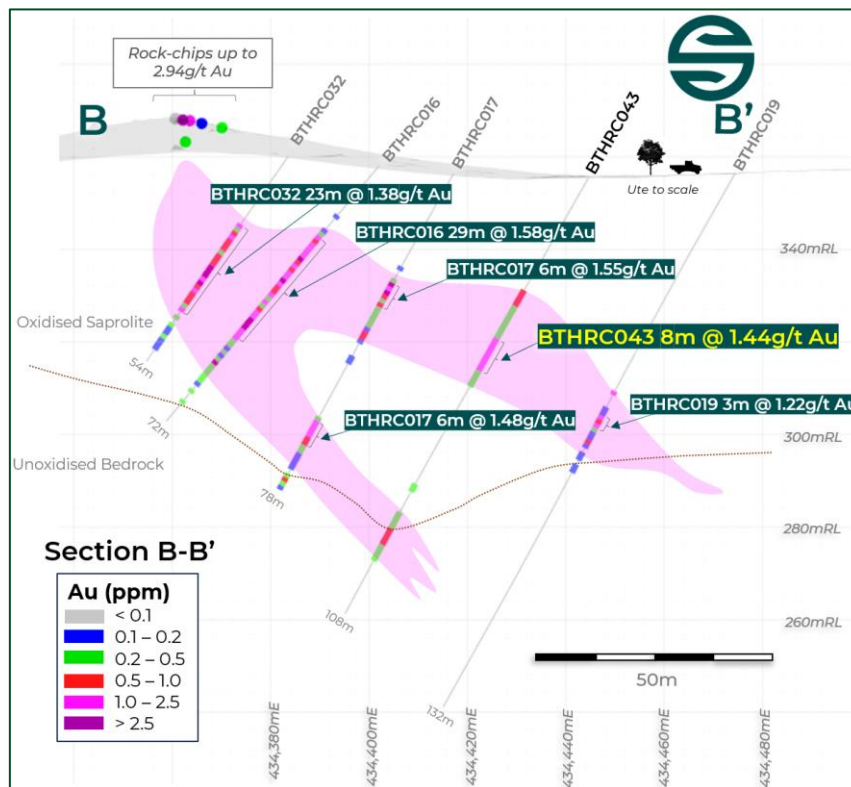 Rock-chips up to
2.94g/t Au
B
B'
BTHRC032
BTHRC016
BTHRC017
BTHRC043
BTHRC019
Ute to scale
BTHRC032 23m @ 1.38g/t Au
BTHRC016 29m @ 1.58g/t Au
340mRL
BTHRC017 6m @ 1.55g/t Au
Oxidised Saprolite
BTHRC043 8m @ 1.44g/t Au
54m
BTHRC019 3m @ 1.22g/t Au
72m
BTHRC017 6m @ 1.48g/t Au
300mRL
Unoxidised Bedrock
78m
280mRL
Section B-B'
Au (ppm)
< 0.1
0.1 – 0.2
0.2 – 0.5
0.5 – 1.0
1.0 – 2.5
> 2.5
108m
260mRL
50m
132m
434,380mE
434,400mE
434,420mE
434,440mE
434,460mE
434,480mE